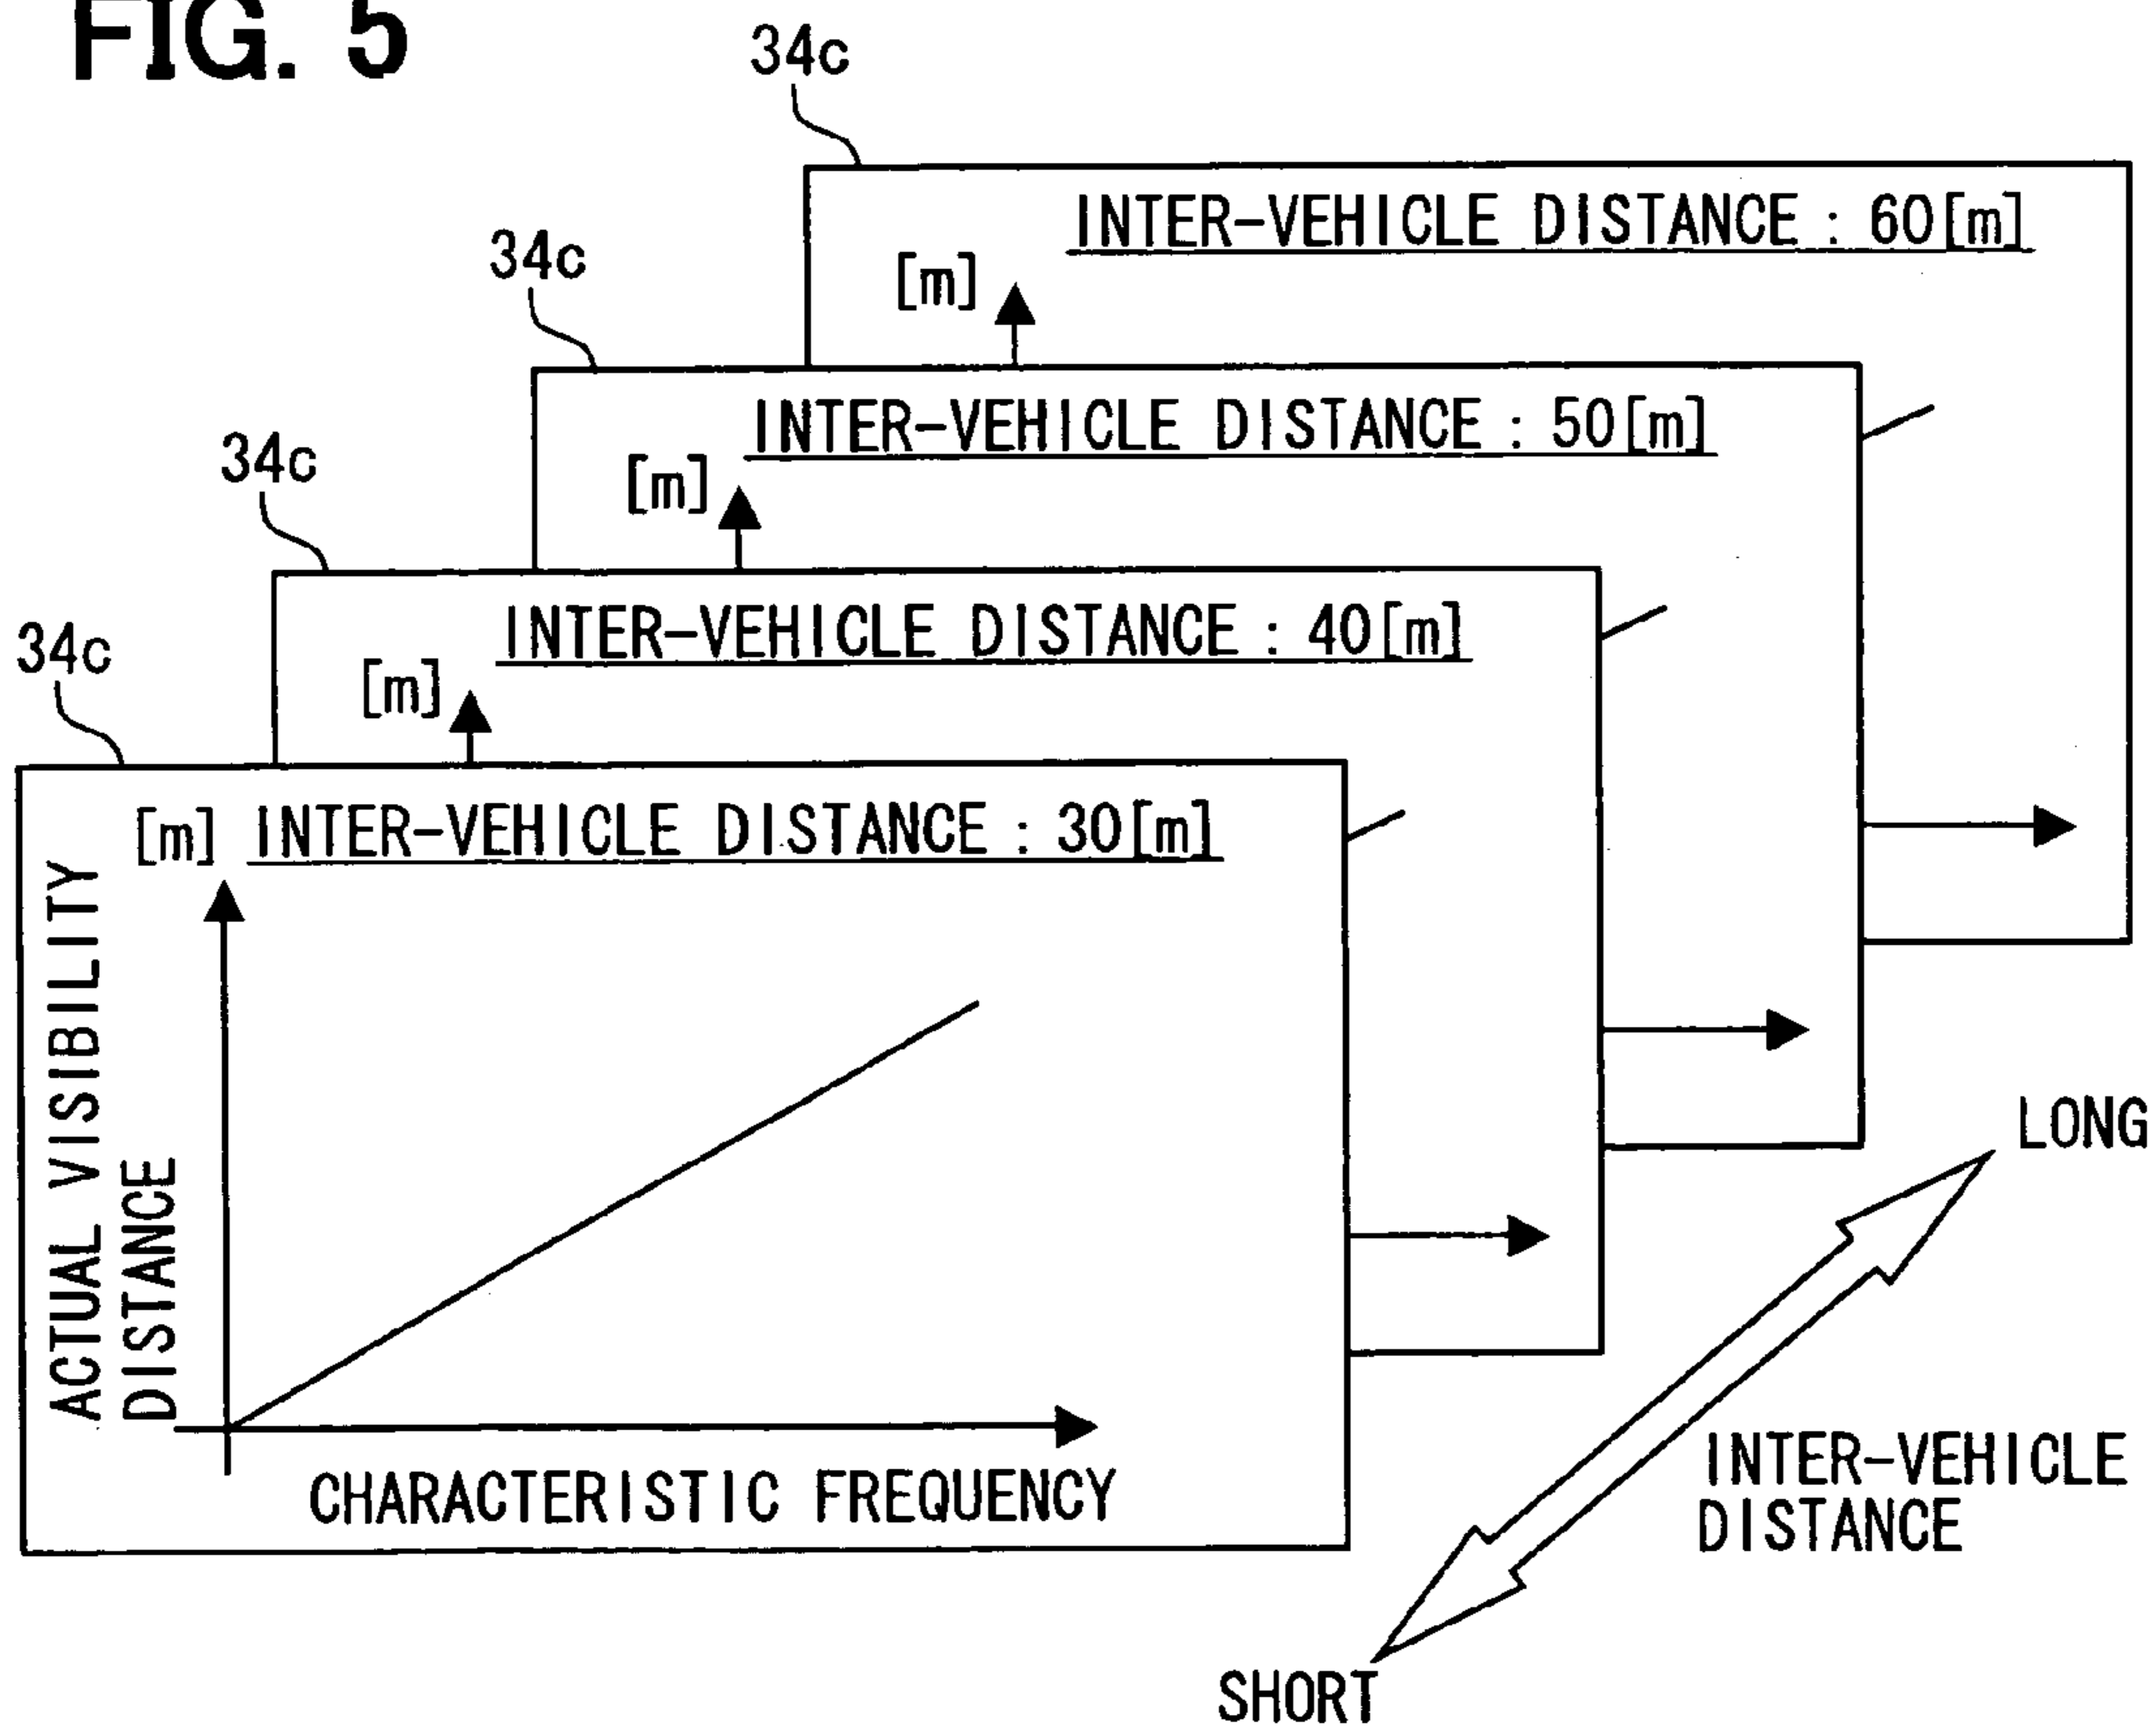 FIG. 5
34c
INTER-VEHICLE DISTANCE : 60[m]
[m]
34c
INTER-VEHICLE DISTANCE : 50[m]
[m]
34c
INTER-VEHICLE DISTANCE : 40[m]
[m]
34c
[m] INTER-VEHICLE DISTANCE : 30[m]
ACTUAL VISIBILITY
DISTANCE
CHARACTERISTIC FREQUENCY
LONG
INTER-VEHICLE
DISTANCE
SHORT